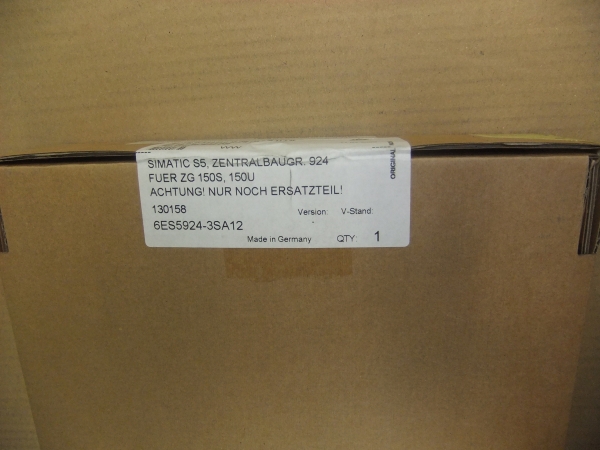 SIMATIC S5, ZENTRALBAUGR. 924
FUER ZG 150S, 150U
ACHTUNG! NUR NOCH ERSATZTEIL!
130158 Version: V-Stand:
6ES5924-3SA12 -
Made in Germany QTY: 1